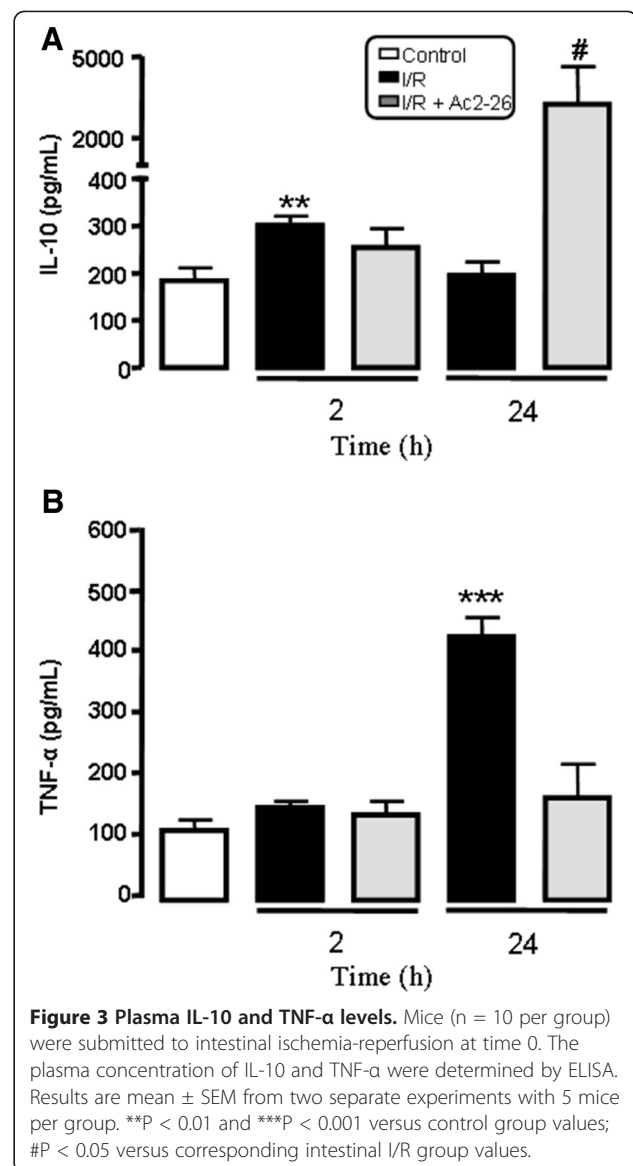 A
5000
2000
400
300
200
100
0
IL-10 (pg/mL)
Control
I/R
I/R + Ac2-26
**
#
2
24
Time (h)
B
600
500
400
300
200
100
0
TNF-α (pg/mL)
***
2
24
Time (h)
Figure 3 Plasma IL-10 and TNF-α levels. Mice (n = 10 per group)
were submitted to intestinal ischemia-reperfusion at time 0. The
plasma concentration of IL-10 and TNF-α were determined by ELISA.
Results are mean ± SEM from two separate experiments with 5 mice
per group. **P < 0.01 and ***P < 0.001 versus control group values;
#P < 0.05 versus corresponding intestinal I/R group values.